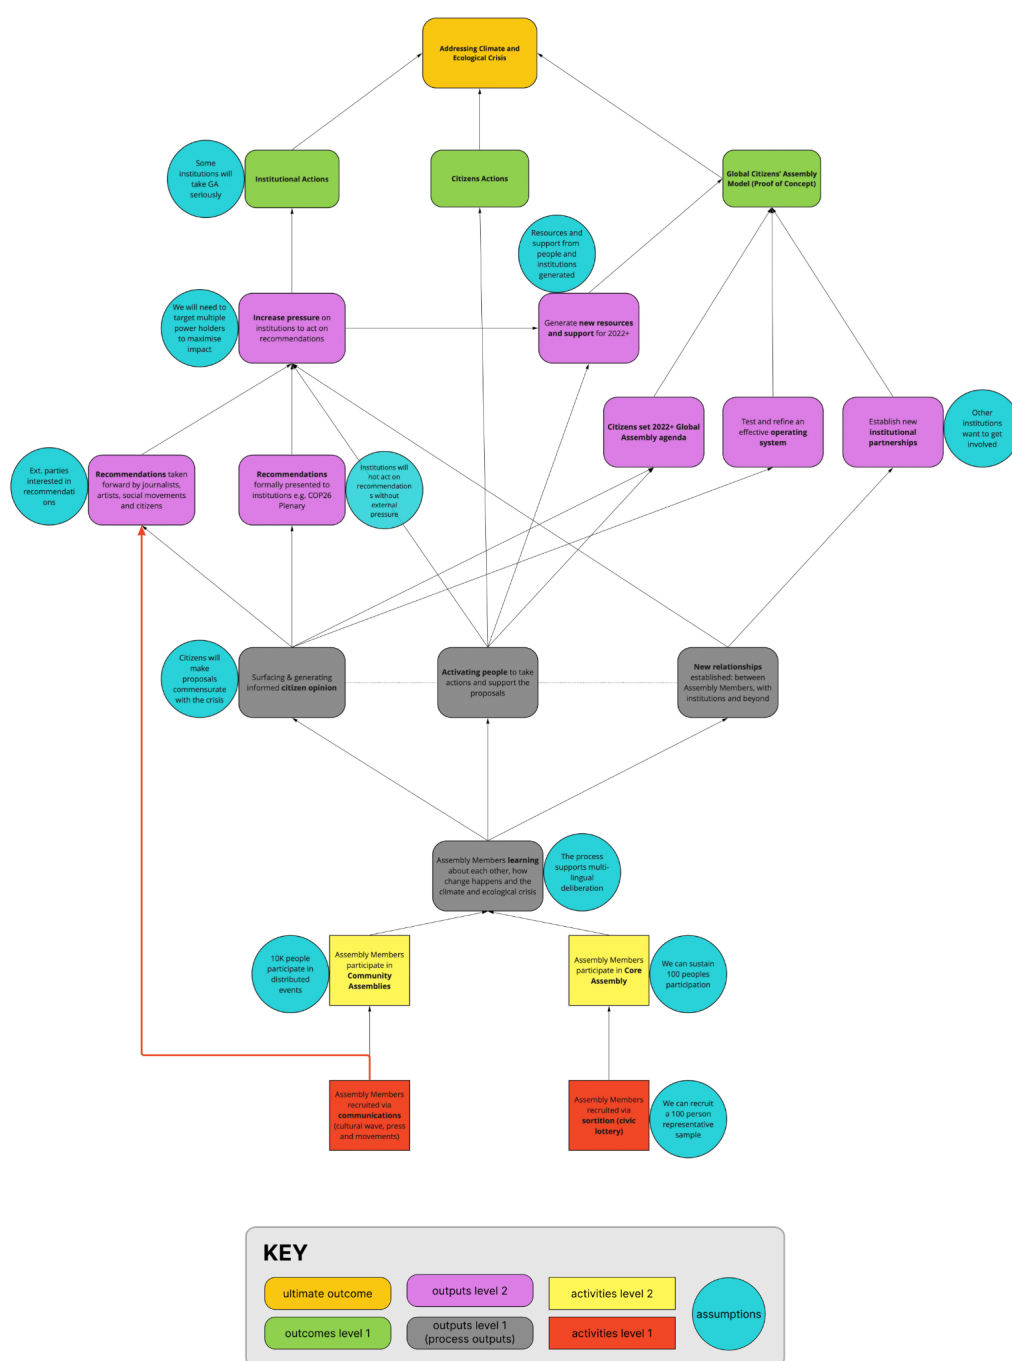 Addressing Climate and
Ecological Crisis
Some
institutions will
take GA
seriously
Institutional Actions
Citizens Actions
Global Citizens' Assembly
Model (Proof of Concept)
Resources and
support from
people and
institutions
generated
We will need to
target multiple
power holders
to maximise
impact
Increase pressure on
institutions to act on
recommendations
Generate new resources
and support for 2022+
Citizens set 2022+ Global
Assembly agenda
Test and refine an
effective operating
system
Establish new
institutional
partnerships
Other
institutions
want to get
involved
Ext. parties
interested in
recommendati
ons
Recommendations taken
forward by journalists,
artists, social movements
and citizens
Recommendations
formally presented to
institutions e.g. COP26
Plenary
Institutions will
not act on
recommendation
s without
external
pressure
Citizens will
make
proposals
commensurate
with the crisis
Surfacing & generating
informed citizen opinion
Activating people to take
actions and support the
proposals
New relationships
established: between
Assembly Members, with
institutions and beyond
Assembly Members learning
about each other, how
change happens and the
climate and ecological crisis
The process
supports multi-
lingual
deliberation
10K people
participate in
distributed
events
Assembly Members
participate in
Community
Assemblies
Assembly Members
participate in Core
Assembly
We can sustain
100 peoples
participation
Assembly Members
recruited via
communications
(cultural wave, press
and movements)
Assembly Members
recruited via
sortition (civic
lottery)
We can recruit
a 100 person
representative
sample
KEY
ultimate outcome
outputs level 2
activities level 2
assumptions
outcomes level 1
outputs level 1
(process outputs)
activities level 1